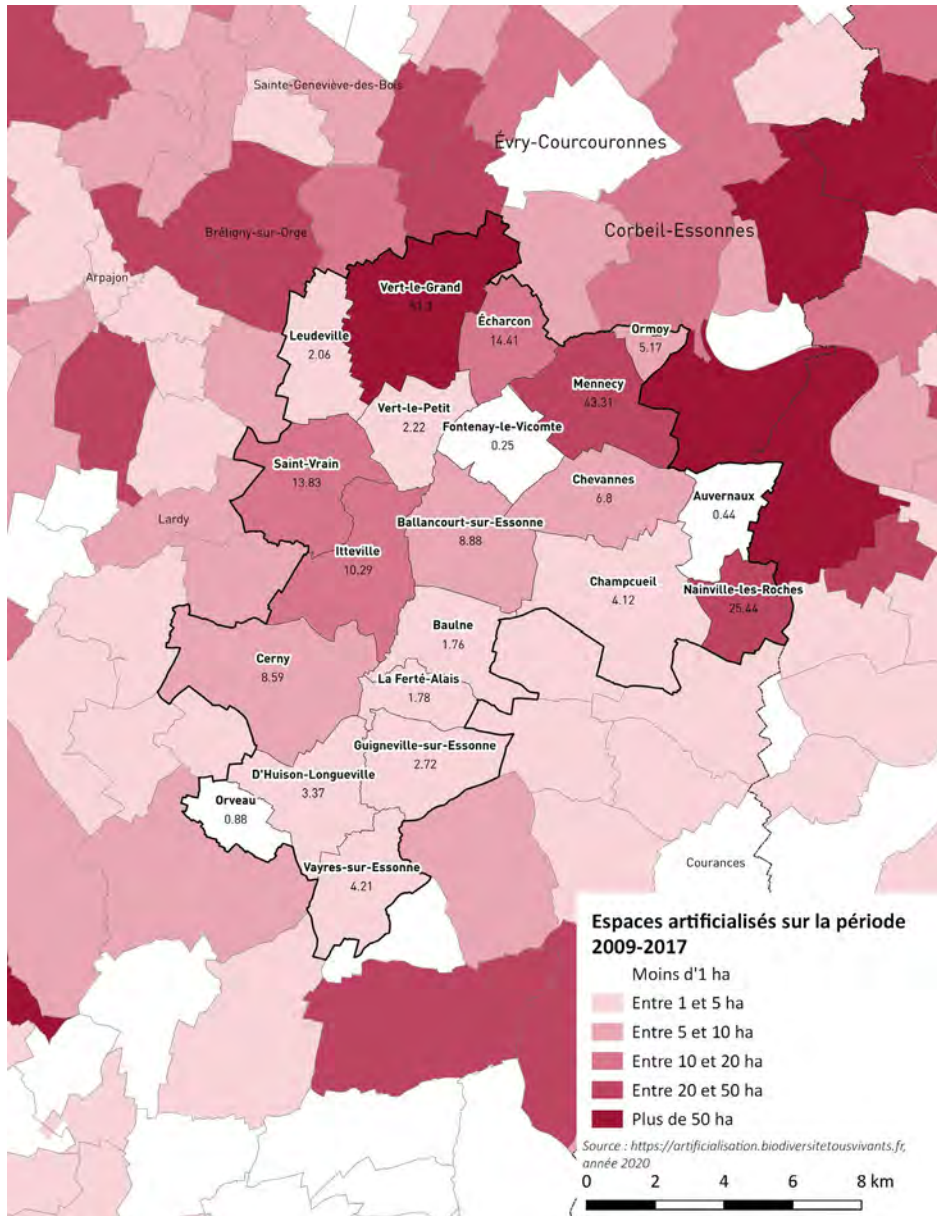 Sainte-Geneviève-des-Bois
Évry-Courcouronnes
Brétigny-sur-Orge
Corbeil-Essonnes
Arpajon
Vert-le-Grand
Écharcon
14.41
Leudeville
2.06
Ormoy
5.17
Mennecy
43.31
Vert-le-Petit
2.22
Fontenay-le-Vicomte
0.25
Saint-Vrain
13.83
Chevannes
6.8
Auvernaux
0.44
Lardy
Ballancourt-sur-Essonne
8.88
Itteville
10.29
Champcueil
4.12
Nainville-les-Roches
25.44
Baulne
1.76
Cerny
8.59
La Ferté-Alais
1.78
Guigneville-sur-Essonne
2.72
D'Huison-Longueville
3.37
Orveau
0.88
Vayres-sur-Essonne
4.21
Courances
Espaces artificialisés sur la période
2009-2017
Moins d'1 ha
Entre 1 et 5 ha
Entre 5 et 10 ha
Entre 10 et 20 ha
Entre 20 et 50 ha
Plus de 50 ha
Source : https://artificialisation.biodiversitetousvivants.fr,
année 2020
0 2 4 6 8 km